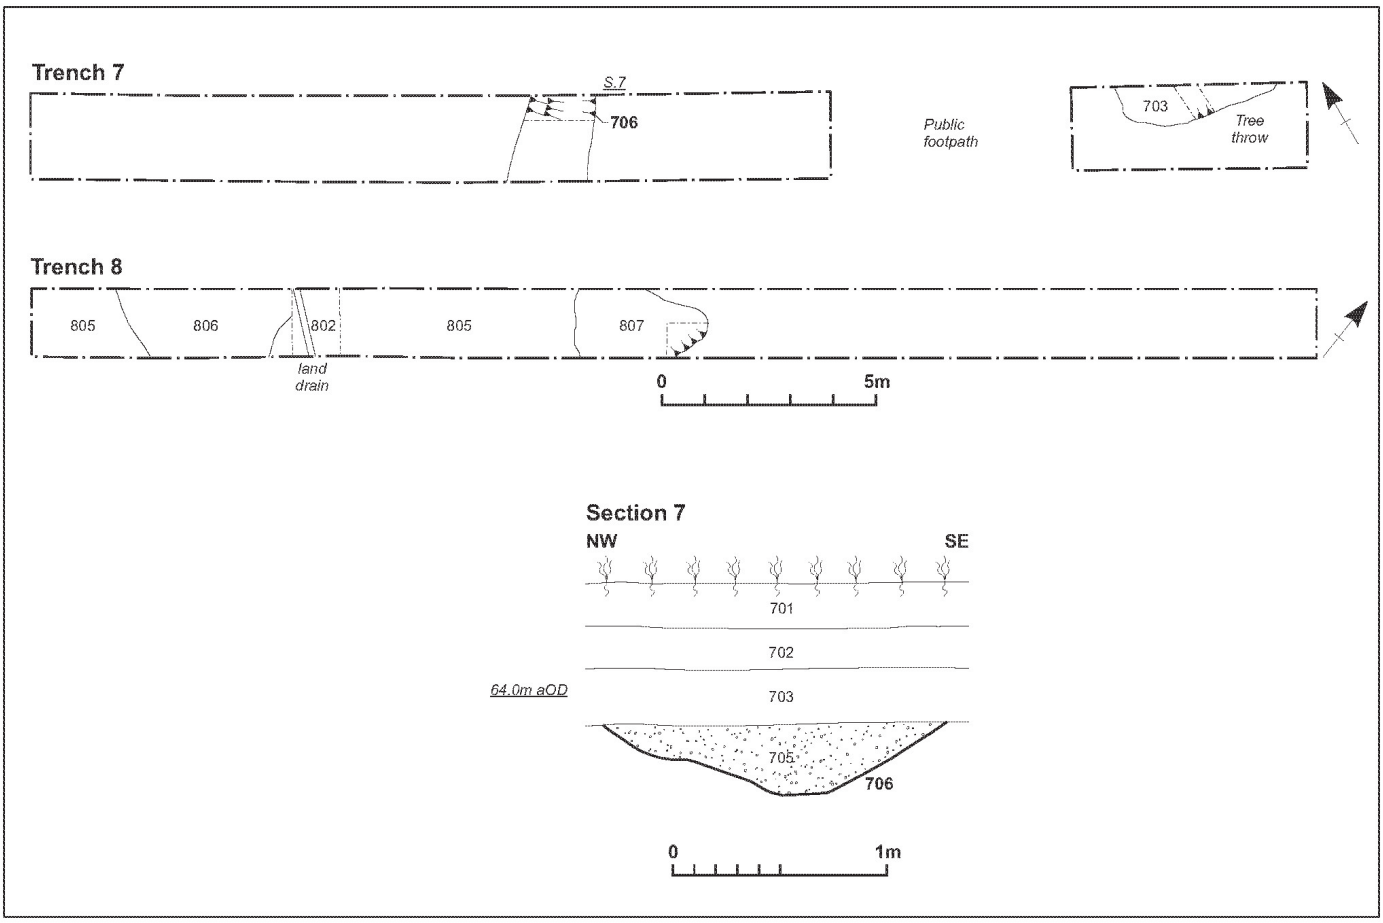 Trench 7
S.7
706
Public
footpath
703
Tree
throw
Trench 8
805
806
802
805
807
land
drain
0
5m
Section 7
NW
SE
701
702
64.0m aOD
703
705
706
0
1m